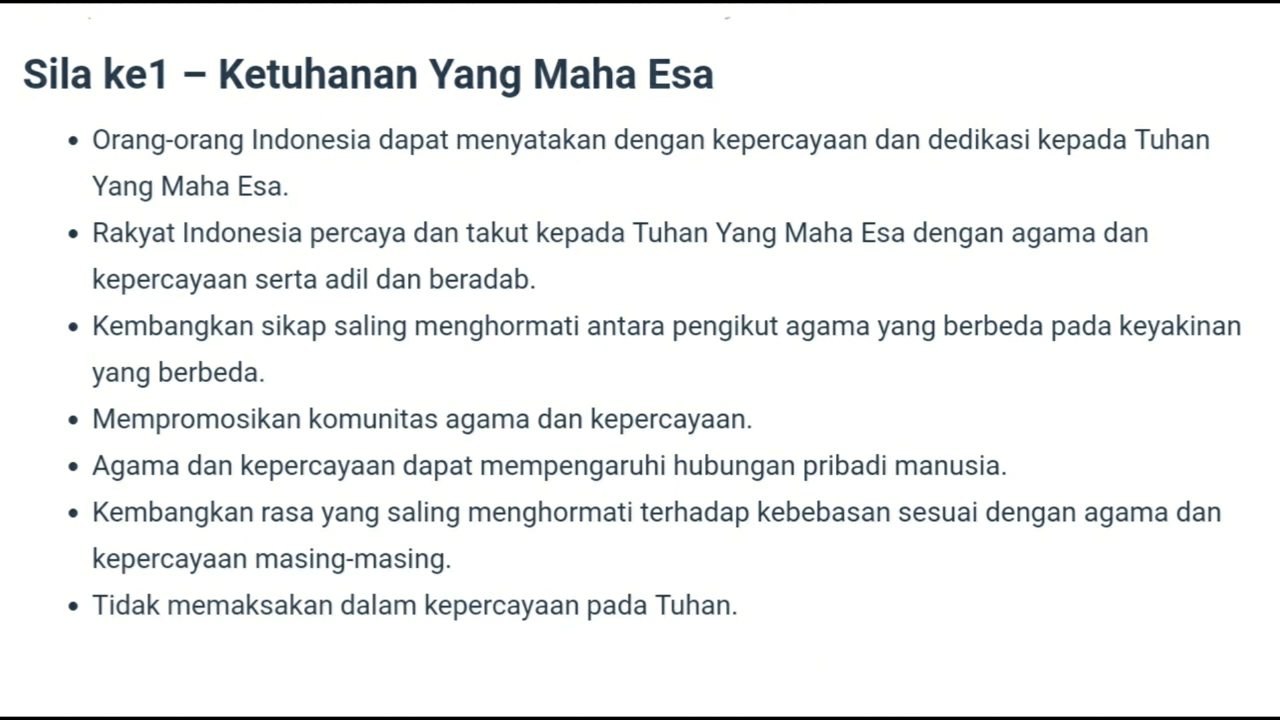 Sila ke1 – Ketuhanan Yang Maha Esa
• Orang-orang Indonesia dapat menyatakan dengan kepercayaan dan dedikasi kepada Tuhan
Yang Maha Esa.
• Rakyat Indonesia percaya dan takut kepada Tuhan Yang Maha Esa dengan agama dan
kepercayaan serta adil dan beradab.
• Kembangkan sikap saling menghormati antara pengikut agama yang berbeda pada keyakinan
yang berbeda.
• Mempromosikan komunitas agama dan kepercayaan.
• Agama dan kepercayaan dapat mempengaruhi hubungan pribadi manusia.
• Kembangkan rasa yang saling menghormati terhadap kebebasan sesuai dengan agama dan
kepercayaan masing-masing.
• Tidak memaksakan dalam kepercayaan pada Tuhan.